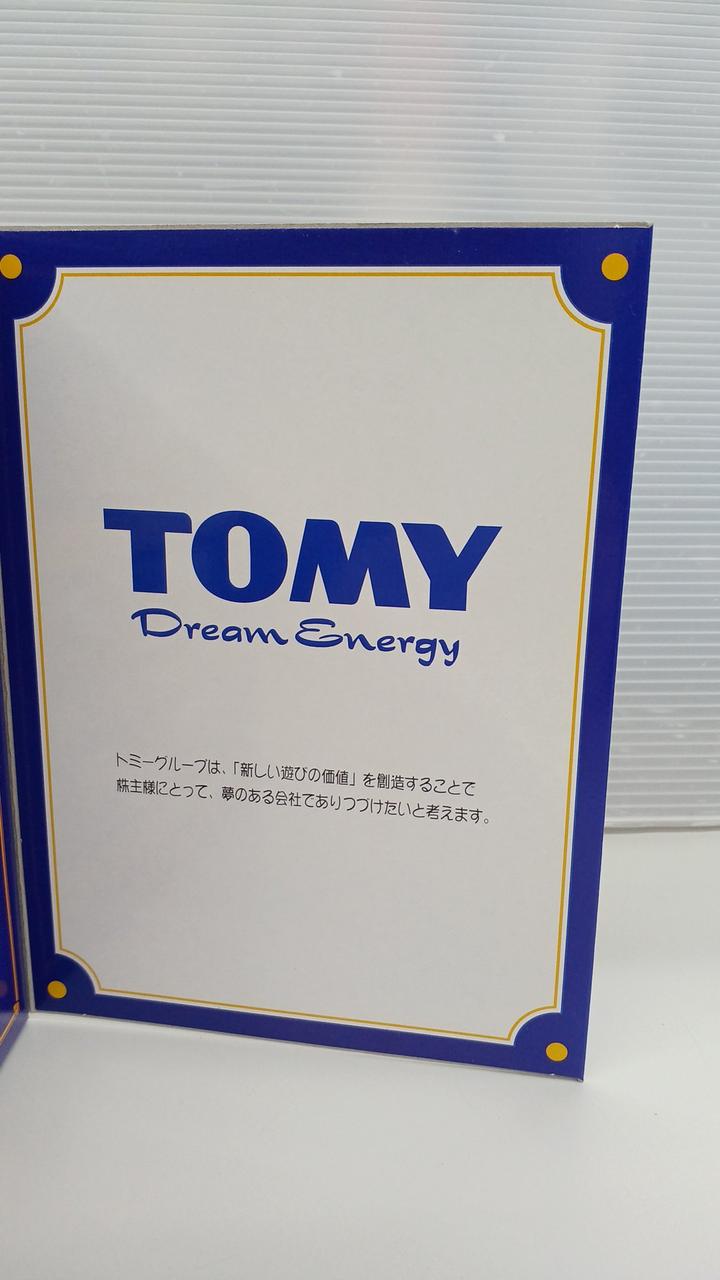 TOMY
Dream Energy
トミーグループは、「新しい遊びの価値」を創造することで
株主様にとって、夢のある会社でありつづけたいと考えます。